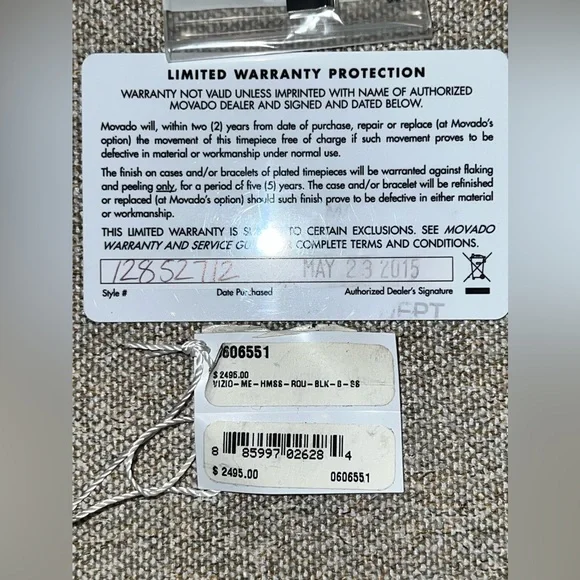 LIMITED WARRANTY PROTECTION
WARRANTY NOT VALID UNLESS IMPRINTED WITH NAME OF AUTHORIZED
MOVADO DEALER AND SIGNED AND DATED BELOW.
Movado will, within two (2) years from date of purchase, repair or replace (at Movado's
option) the movement of this timepiece free of charge if such movement proves to be
defective in material or workmanship under normal use.
The finish on cases and/or bracelets of plated timepieces will be warranted against flaking
and peeling only, for a period of five (5) years. The case and/or bracelet will be refinished
or replaced (at Movado's option) should such finish prove to be defective in either material
or workmanship.
THIS LIMITED WARRANTY IS TO CERTAIN EXCLUSIONS. SEE MOVADO
WARRANTY AND SERVICE COMPLETE TERMS AND CONDITIONS.
12852712 MAY 23 2015
Style # Date Purchased Authorized Dealer's Signature
DEPT
0606551
$ 2495.00
VIZIO-ME-HMSS-ROU-BLK-B-SS
8 85997 02628 4
$ 2495.00 0606551